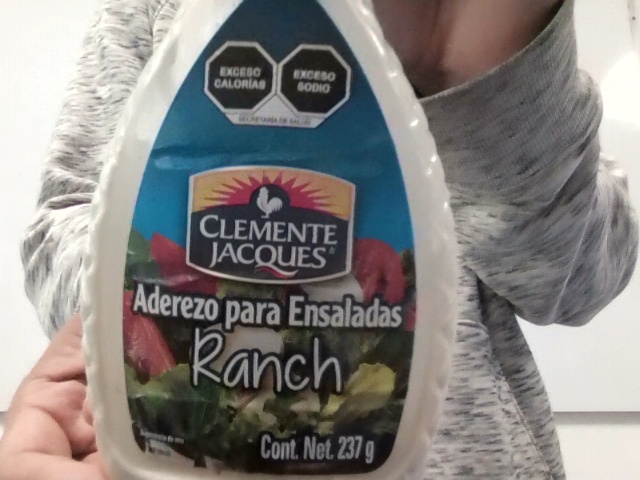 EXCESO
CALORÍAS
EXCESO
SODIO
SECRETARÍA DE SALUD
CLEMENTE
JACQUES
Aderezo para Ensaladas
Ranch
Cont. Net. 237 g